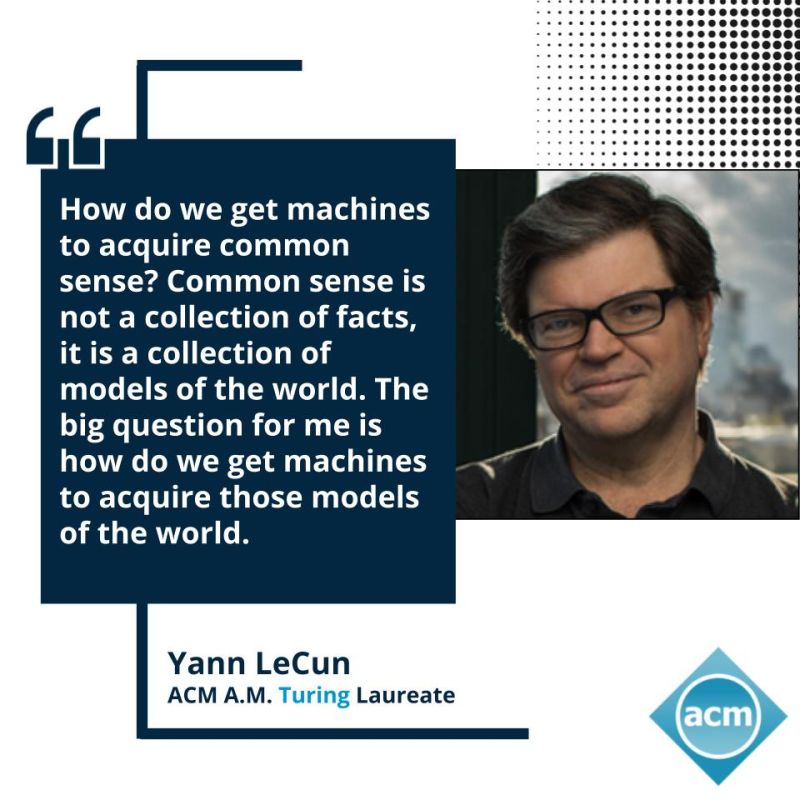 How do we get machines
to acquire common
sense? Common sense is
not a collection of facts,
it is a collection of
models of the world. The
big question for me is
how do we get machines
to acquire those models
of the world.
Yann LeCun
ACM A.M. Turing Laureate
acm